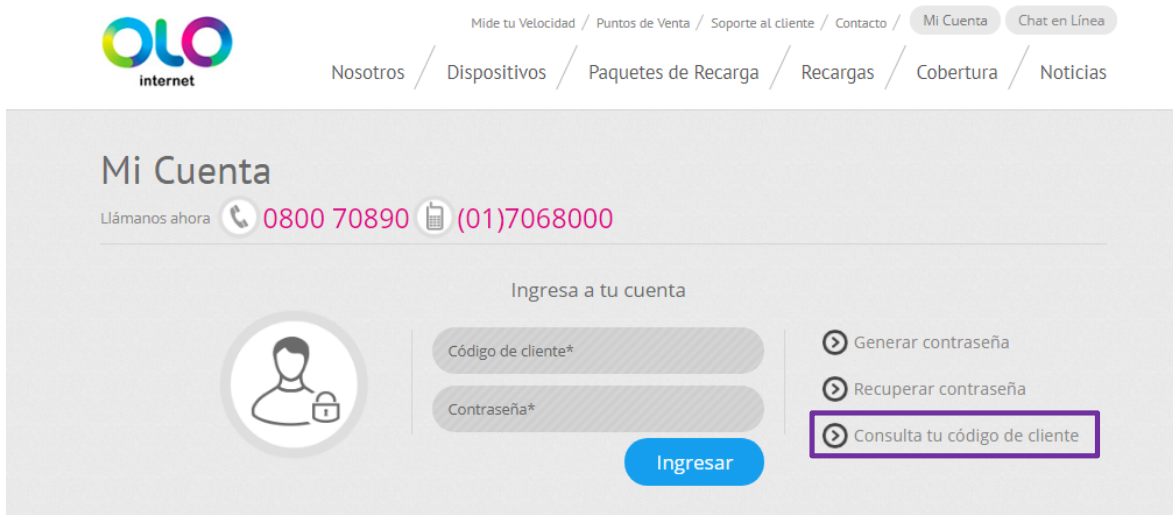 OLO
internet
Mide tu Velocidad / Puntos de Venta / Soporte al cliente / Contacto / Mi Cuenta Chat en Línea
Nosotros / Dispositivos / Paquetes de Recarga / Recargas / Cobertura / Noticias
Mi Cuenta
Llámanos ahora 0800 70890 (01)7068000
Ingresa a tu cuenta
Código de cliente*
Contraseña*
Ingresar
Generar contraseña
Recuperar contraseña
Consulta tu código de cliente